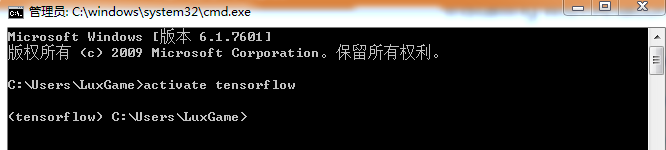 管理员: C:\windows\system32\cmd.exe
Microsoft Windows [版本 6.1.7601]
版权所有 (c) 2009 Microsoft Corporation。保留所有权利。
C:\Users\LuxGame>activate tensorflow
(tensorflow) C:\Users\LuxGame>